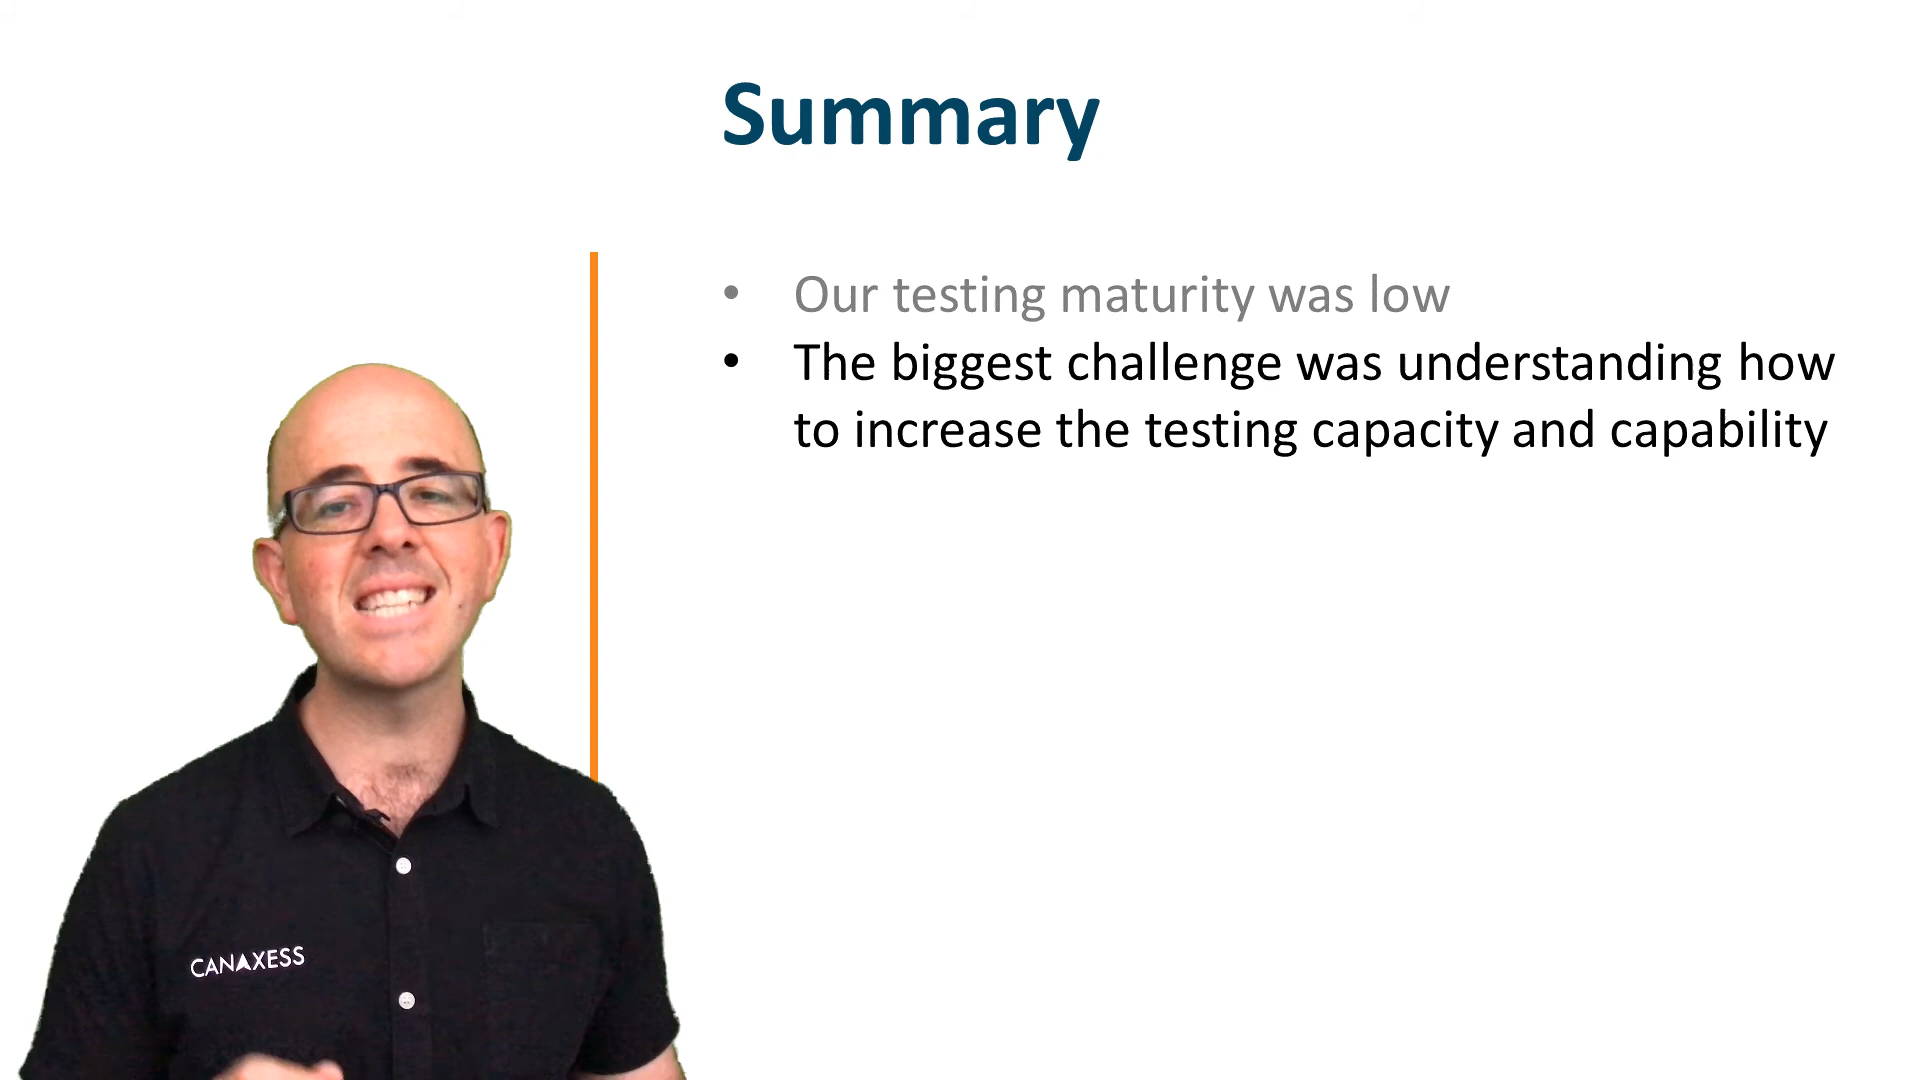 Summary
• Our testing maturity was low
• The biggest challenge was understanding how
to increase the testing capacity and capability
CANAXESS